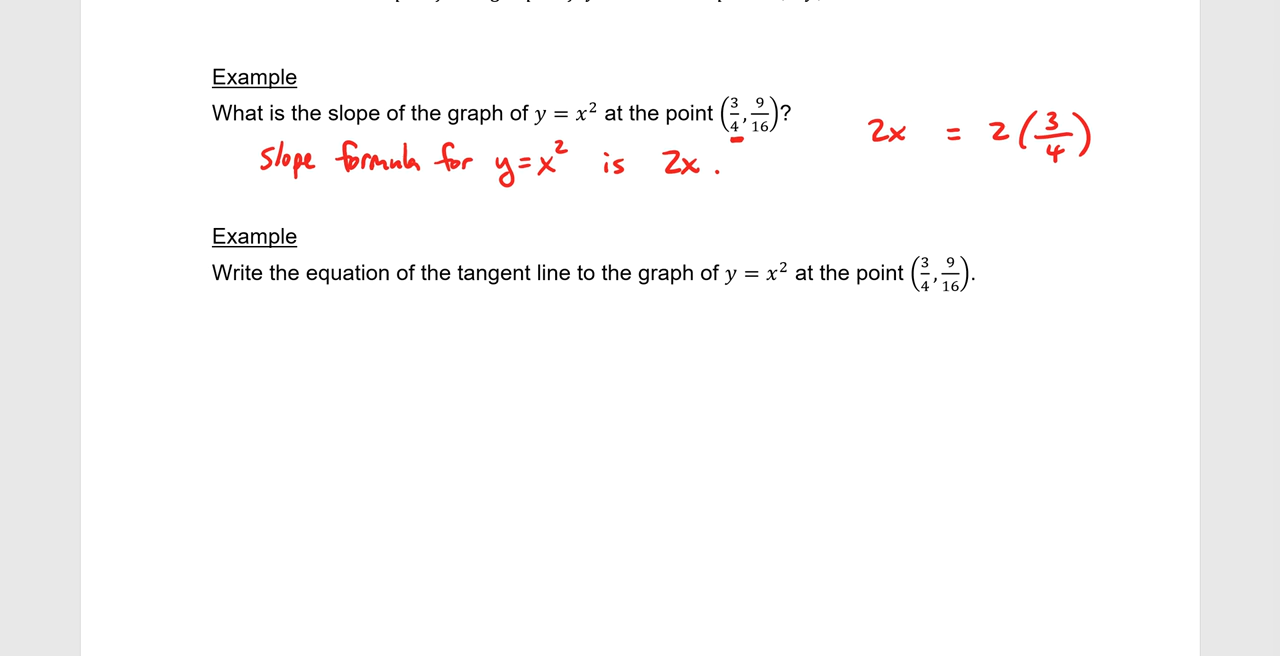 Example
What is the slope of the graph of y = x² at the point (3/4, 9/16)?
2x = 2(3/4)
Slope formula for y=x² is 2x.
Example
Write the equation of the tangent line to the graph of y = x² at the point (3/4, 9/16).